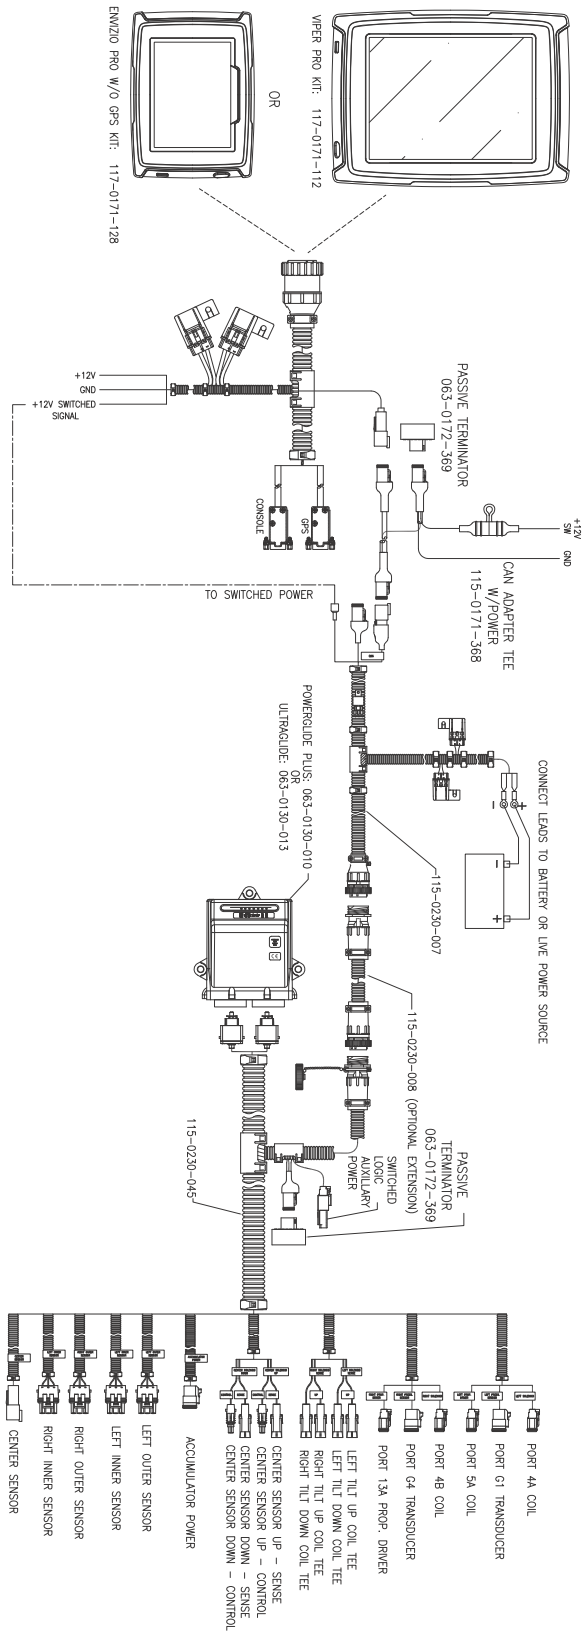 VIPER PRO KIT: 117-0171-112
OR
ENVIZIO PRO W/O GPS KIT: 117-0171-128
+12V
GND
+12V SWITCHED
SIGNAL
PASSIVE TERMINATOR
063-0172-369
CONSOLE
GPS
+12V
SW
GND
CAN ADAPTER TEE
W/POWER
115-0171-368
TO SWITCHED POWER
CONNECT LEADS TO BATTERY OR LIVE POWER SOURCE
-
+
-
+
POWERGLIDE PLUS: 063-0130-010
OR
ULTRAGLIDE: 063-0130-013
115-0230-007
115-0230-008 (OPTIONAL EXTENSION)
PASSIVE
TERMINATOR
063-0172-369
SWITCHED
LOGIC
AUXILLARY
POWER
115-0230-045
PORT 4A COIL
PORT G1 TRANSDUCER
PORT 5A COIL
PORT 4B COIL
PORT G4 TRANSDUCER
PORT 13A PROP. DRIVER
LEFT TILT UP COIL TEE
LEFT TILT DOWN COIL TEE
RIGHT TILT UP COIL TEE
RIGHT TILT DOWN COIL TEE
CENTER SENSOR UP - SENSE
CENTER SENSOR UP - CONTROL
CENTER SENSOR DOWN - SENSE
CENTER SENSOR DOWN - CONTROL
ACCUMULATOR POWER
LEFT OUTER SENSOR
LEFT INNER SENSOR
RIGHT OUTER SENSOR
RIGHT INNER SENSOR
CENTER SENSOR